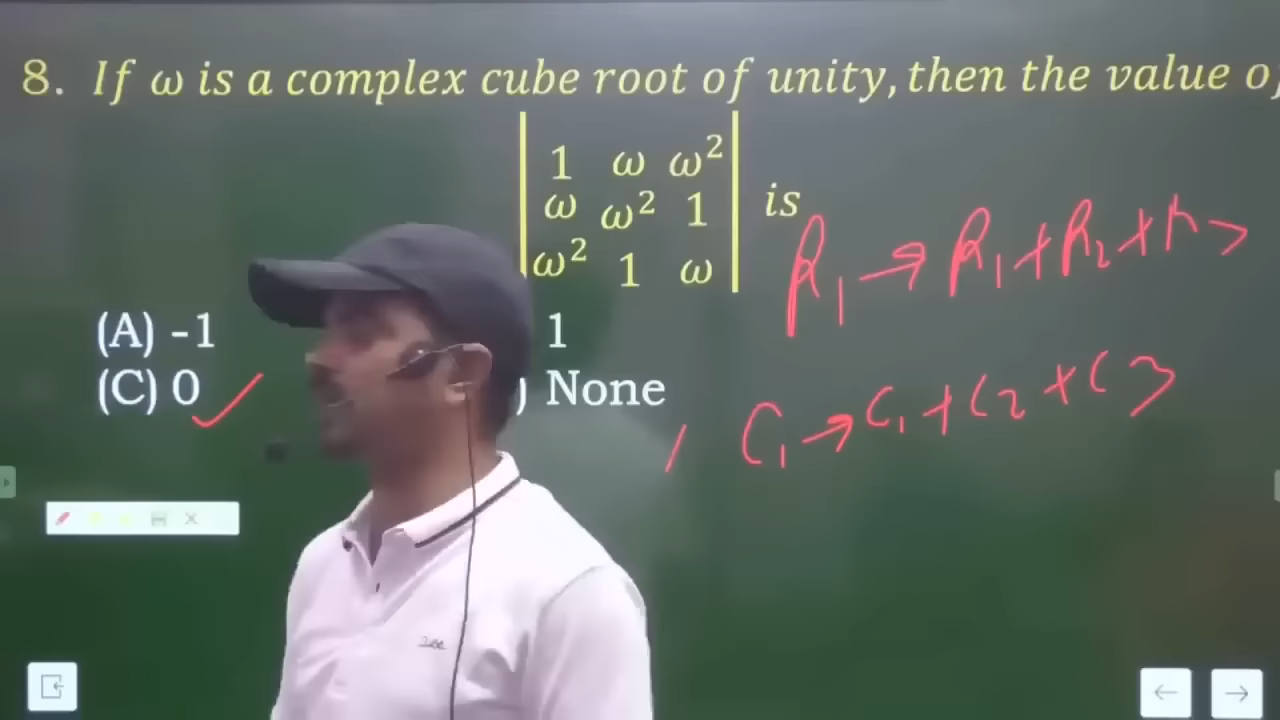 8. If ω is a complex cube root of unity, then the value of
1 ω ω²
ω ω² 1 is
ω² 1 ω
R₁ → R₁ + R₂ + R₃
(A) -1 1
(C) 0 ) None
C₁ → C₁ + C₂ + C₃